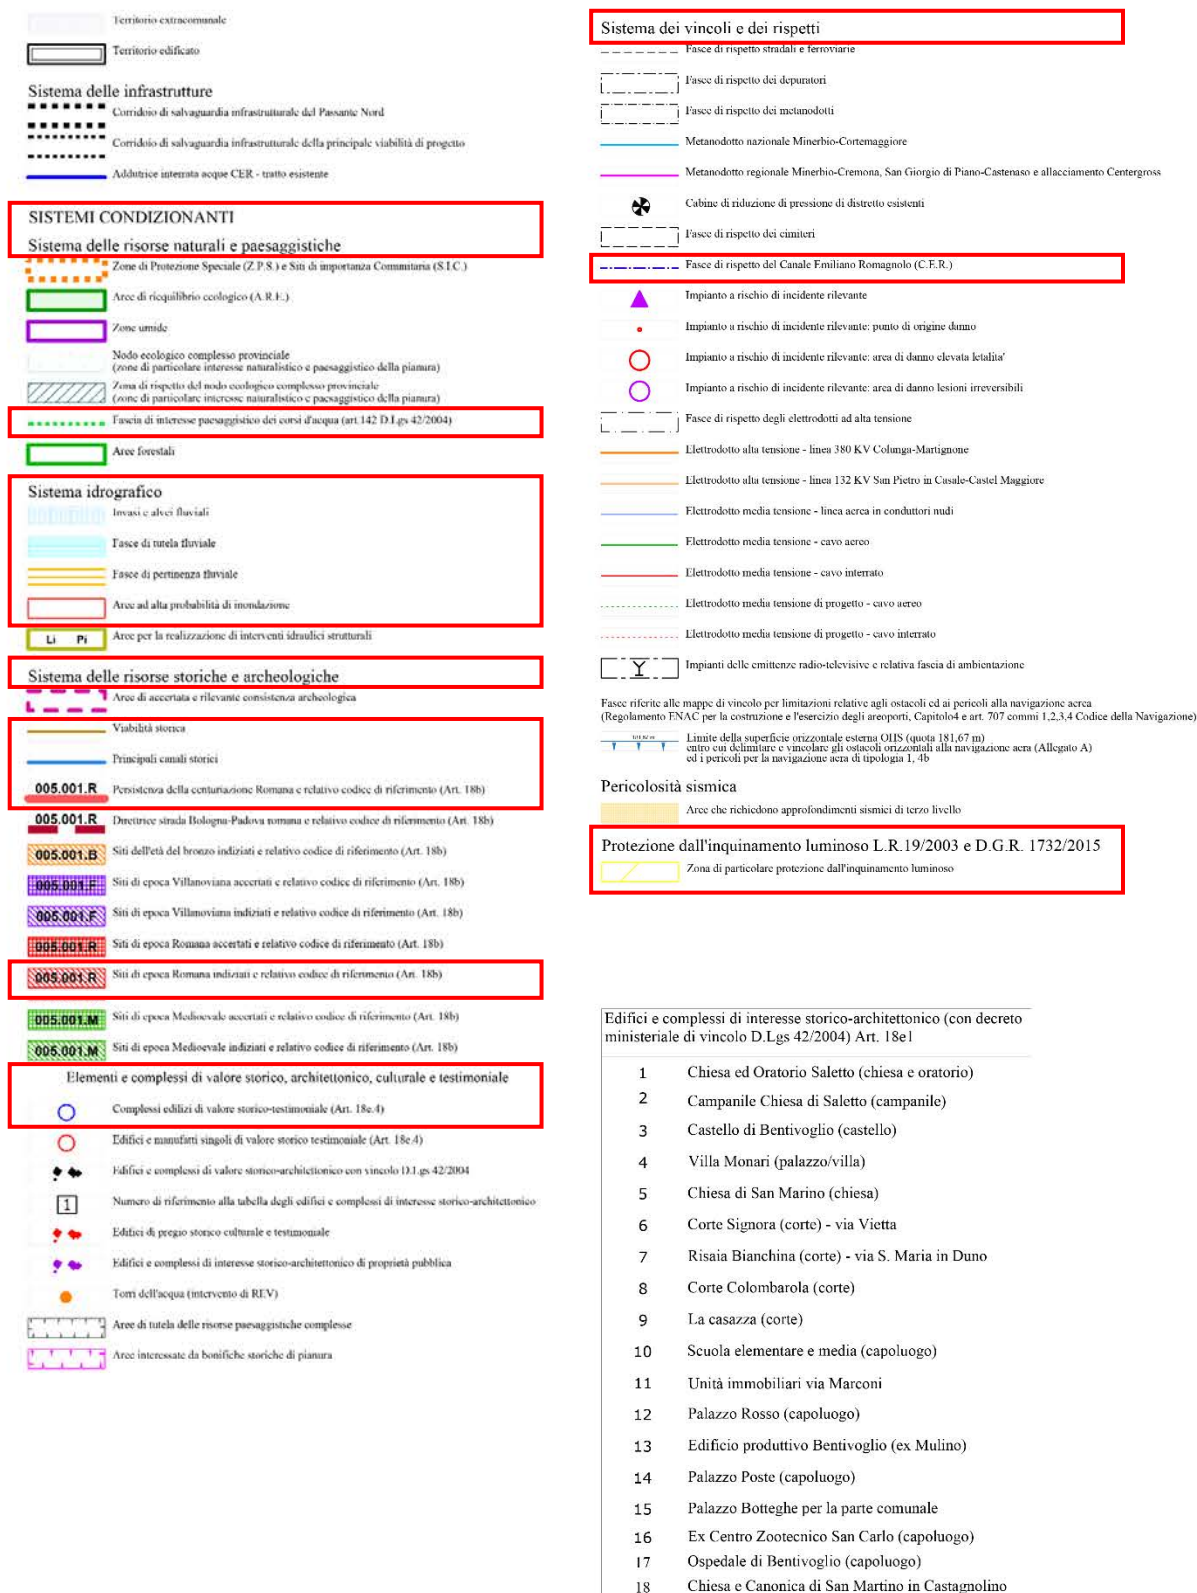 Territorio extracomunale
Territorio edificato
Sistema delle infrastrutture
Corridoio di salvaguardia infrastrutturale del Passante Nord
Corridoio di salvaguardia infrastrutturale della principale viabilità di progetto
Adduttrice interrata acque CER - tratto esistente
SISTEMI CONDIZIONANTI
Sistema delle risorse naturali e paesaggistiche
Zone di Protezione Speciale (Z.P.S.) e Siti di importanza Comunitaria (S.I.C.)
Aree di riequilibrio ecologico (A.R.E.)
Zone umide
Nodo ecologico complesso provinciale
(zone di particolare interesse naturalistico e paesaggistico della pianura)
Zona di rispetto del nodo ecologico complesso provinciale
(zone di particolare interesse naturalistico e paesaggistico della pianura)
Fascia di interesse paesaggistico dei corsi d'acqua (art.142 D.Lgs 42/2004)
Aree forestali
Sistema idrografico
Invasi e alvei fluviali
Fasce di tutela fluviale
Fasce di pertinenza fluviale
Aree ad alta probabilità di inondazione
Li Pi Aree per la realizzazione di interventi idraulici strutturali
Sistema delle risorse storiche e archeologiche
Aree di accertata e rilevante consistenza archeologica
Viabilità storica
Principali canali storici
005.001.R Persistenza della centuriazione Romana e relativo codice di riferimento (Art. 18b)
005.001.R Direttrice strada Bologna-Padova romana e relativo codice di riferimento (Art. 18b)
005.001.B Siti dell'età del bronzo indiziati e relativo codice di riferimento (Art. 18b)
005.001.F Siti di epoca Villanoviana accertati e relativo codice di riferimento (Art. 18b)
005.001.F Siti di epoca Villanoviana indiziati e relativo codice di riferimento (Art. 18b)
005.001.R Siti di epoca Romana accertati e relativo codice di riferimento (Art. 18b)
005.001.R Siti di epoca Romana indiziati e relativo codice di riferimento (Art. 18b)
005.001.M Siti di epoca Medioevale accertati e relativo codice di riferimento (Art. 18b)
005.001.M Siti di epoca Medioevale indiziati e relativo codice di riferimento (Art. 18b)
Elementi e complessi di valore storico, architettonico, culturale e testimoniale
Complessi edilizi di valore storico-testimoniale (Art. 18e.4)
Edifici e manufatti singoli di valore storico testimoniale (Art. 18e.4)
Edifici e complessi di valore storico-architettonico con vincolo D.Lgs 42/2004
1 Numero di riferimento alla tabella degli edifici e complessi di interesse storico-architettonico
Edifici di pregio storico culturale e testimoniale
Edifici e complessi di interesse storico-architettonico di proprietà pubblica
Torri dell'acqua (intervento di REV)
Aree di tutela delle risorse paesaggistiche complesse
Aree interessate da bonifiche storiche di pianura
Sistema dei vincoli e dei rispetti
Fasce di rispetto stradali e ferroviarie
Fasce di rispetto dei depuratori
Fasce di rispetto dei metanodotti
Metanodotto nazionale Minerbio-Cortemaggiore
Metanodotto regionale Minerbio-Cremona, San Giorgio di Piano-Castenaso e allacciamento Centergross
Cabine di riduzione di pressione di distretto esistenti
Fasce di rispetto dei cimiteri
Fasce di rispetto del Canale Emiliano Romagnolo (C.E.R.)
Impianto a rischio di incidente rilevante
Impianto a rischio di incidente rilevante: punto di origine danno
Impianto a rischio di incidente rilevante: area di danno elevata letalita'
Impianto a rischio di incidente rilevante: area di danno lesioni irreversibili
Fasce di rispetto degli elettrodotti ad alta tensione
Elettrodotto alta tensione - linea 380 KV Colunga-Martignone
Elettrodotto alta tensione - linea 132 KV San Pietro in Casale-Castel Maggiore
Elettrodotto media tensione - linea aerea in conduttori nudi
Elettrodotto media tensione - cavo aereo
Elettrodotto media tensione - cavo interrato
Elettrodotto media tensione di progetto - cavo aereo
Elettrodotto media tensione di progetto - cavo interrato
Impianti delle emittenze radio-televisive e relativa fascia di ambientazione
Fasce riferite alle mappe di vincolo per limitazioni relative agli ostacoli ed ai pericoli alla navigazione aerea
(Regolamento ENAC per la costruzione e l'esercizio degli areoporti, Capitolo4 e art. 707 commi 1,2,3,4 Codice della Navigazione)
181,67 m Limite della superficie orizzontale esterna OHS (quota 181,67 m)
entro cui delimitare e vincolare gli ostacoli orizzontali alla navigazione aera (Allegato A)
ed i pericoli per la navigazione aera di tipologia 1, 4b
Pericolosità sismica
Aree che richiedono approfondimenti sismici di terzo livello
Protezione dall'inquinamento luminoso L.R.19/2003 e D.G.R. 1732/2015
Zona di particolare protezione dall'inquinamento luminoso
Edifici e complessi di interesse storico-architettonico (con decreto
ministeriale di vincolo D.Lgs 42/2004) Art. 18e1
1 Chiesa ed Oratorio Saletto (chiesa e oratorio)
2 Campanile Chiesa di Saletto (campanile)
3 Castello di Bentivoglio (castello)
4 Villa Monari (palazzo/villa)
5 Chiesa di San Marino (chiesa)
6 Corte Signora (corte) - via Vietta
7 Risaia Bianchina (corte) - via S. Maria in Duno
8 Corte Colombarola (corte)
9 La casazza (corte)
10 Scuola elementare e media (capoluogo)
11 Unità immobiliari via Marconi
12 Palazzo Rosso (capoluogo)
13 Edificio produttivo Bentivoglio (ex Mulino)
14 Palazzo Poste (capoluogo)
15 Palazzo Botteghe per la parte comunale
16 Ex Centro Zootecnico San Carlo (capoluogo)
17 Ospedale di Bentivoglio (capoluogo)
18 Chiesa e Canonica di San Martino in Castagnolino